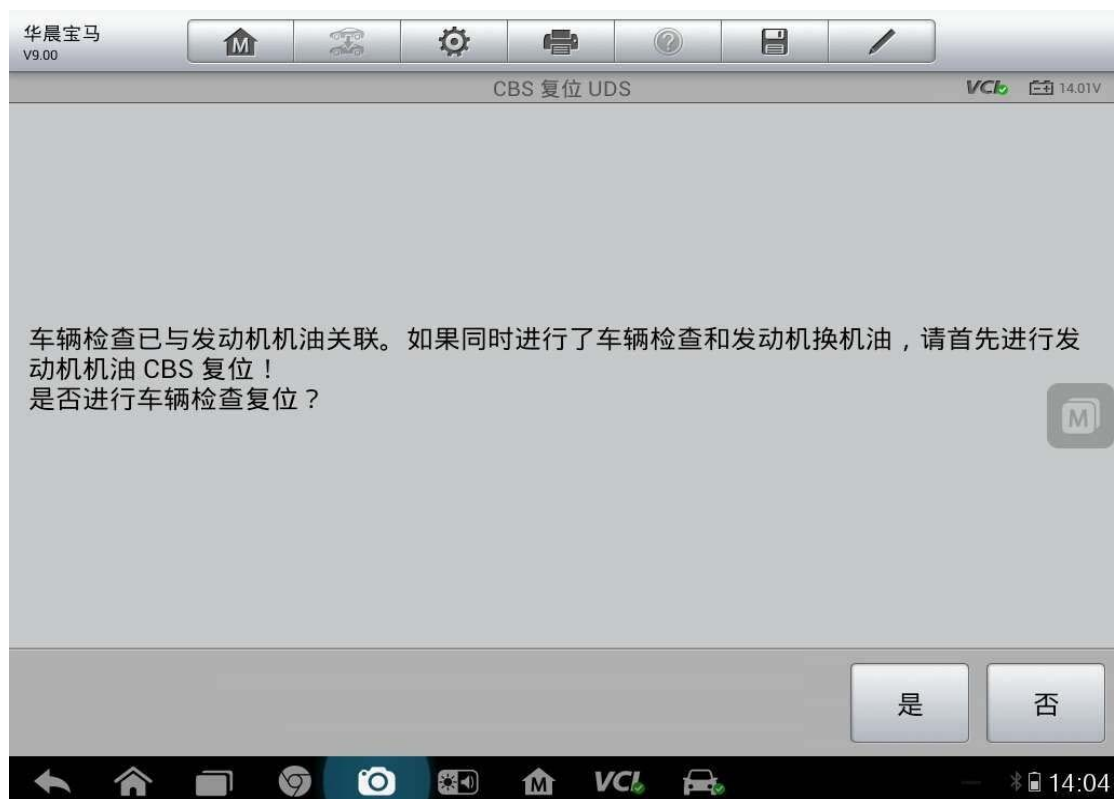 华晨宝马
V9.00
M
CBS 复位 UDS
VCI
14.01V
车辆检查已与发动机机油关联。如果同时进行了车辆检查和发动机换机油，请首先进行发
动机机油 CBS 复位！
是否进行车辆检查复位？
M
是
否
M
VCI
14:04